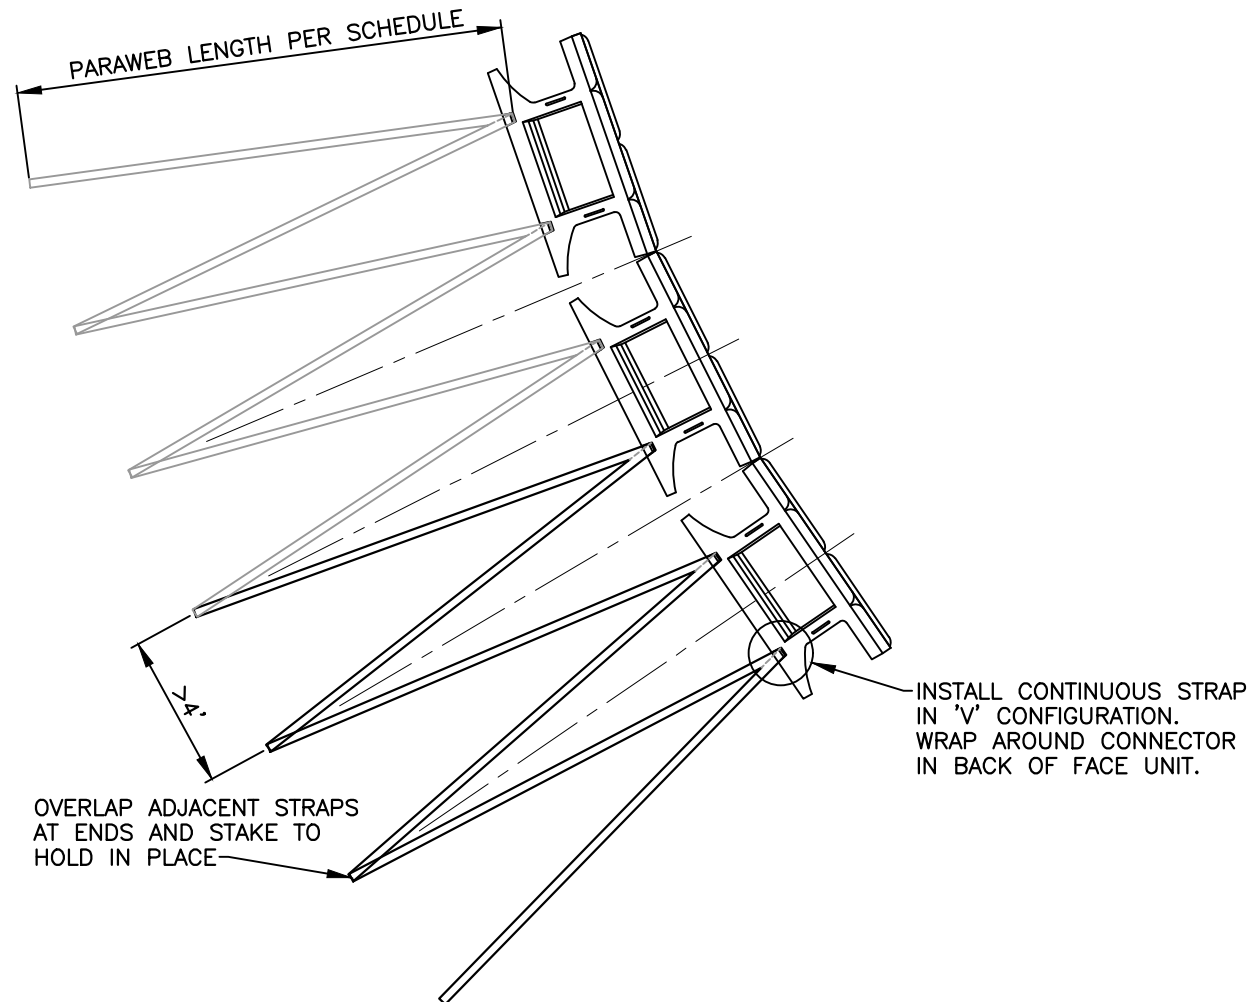 PARAWEB LENGTH PER SCHEDULE
>4'
INSTALL CONTINUOUS STRAP
IN 'V' CONFIGURATION.
WRAP AROUND CONNECTOR
IN BACK OF FACE UNIT.
OVERLAP ADJACENT STRAPS
AT ENDS AND STAKE TO
HOLD IN PLACE